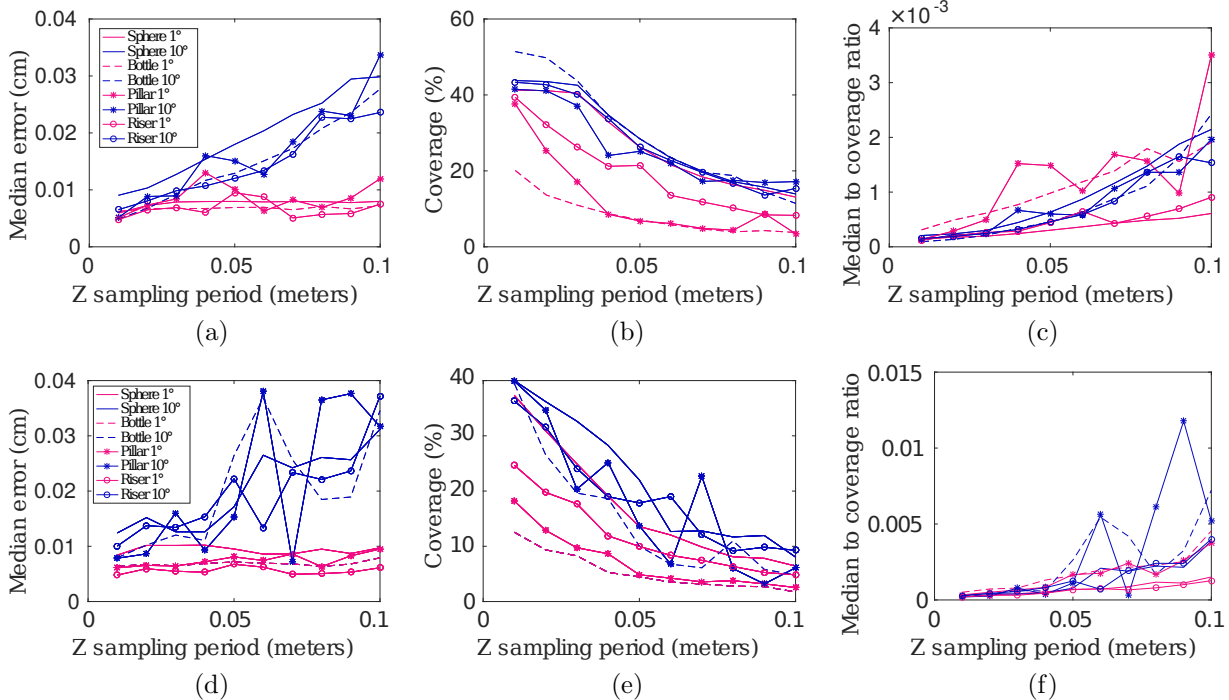 0.04
0.03
0.02
0.01
0
Median error (cm)
Sphere 1°
Sphere 10°
Bottle 1°
Bottle 10°
Pillar 1°
Pillar 10°
Riser 1°
Riser 10°
0 0.05 0.1
Z sampling period (meters)
(a)
60
40
20
0
Coverage (%)
0 0.05 0.1
Z sampling period (meters)
(b)
×10⁻³
4
3
2
1
0
Median to coverage ratio
0 0.05 0.1
Z sampling period (meters)
(c)
0.04
0.03
0.02
0.01
0
Median error (cm)
Sphere 1°
Sphere 10°
Bottle 1°
Bottle 10°
Pillar 1°
Pillar 10°
Riser 1°
Riser 10°
0 0.05 0.1
Z sampling period (meters)
(d)
40
30
20
10
0
Coverage (%)
0 0.05 0.1
Z sampling period (meters)
(e)
0.015
0.01
0.005
0
Median to coverage ratio
0 0.05 0.1
Z sampling period (meters)
(f)